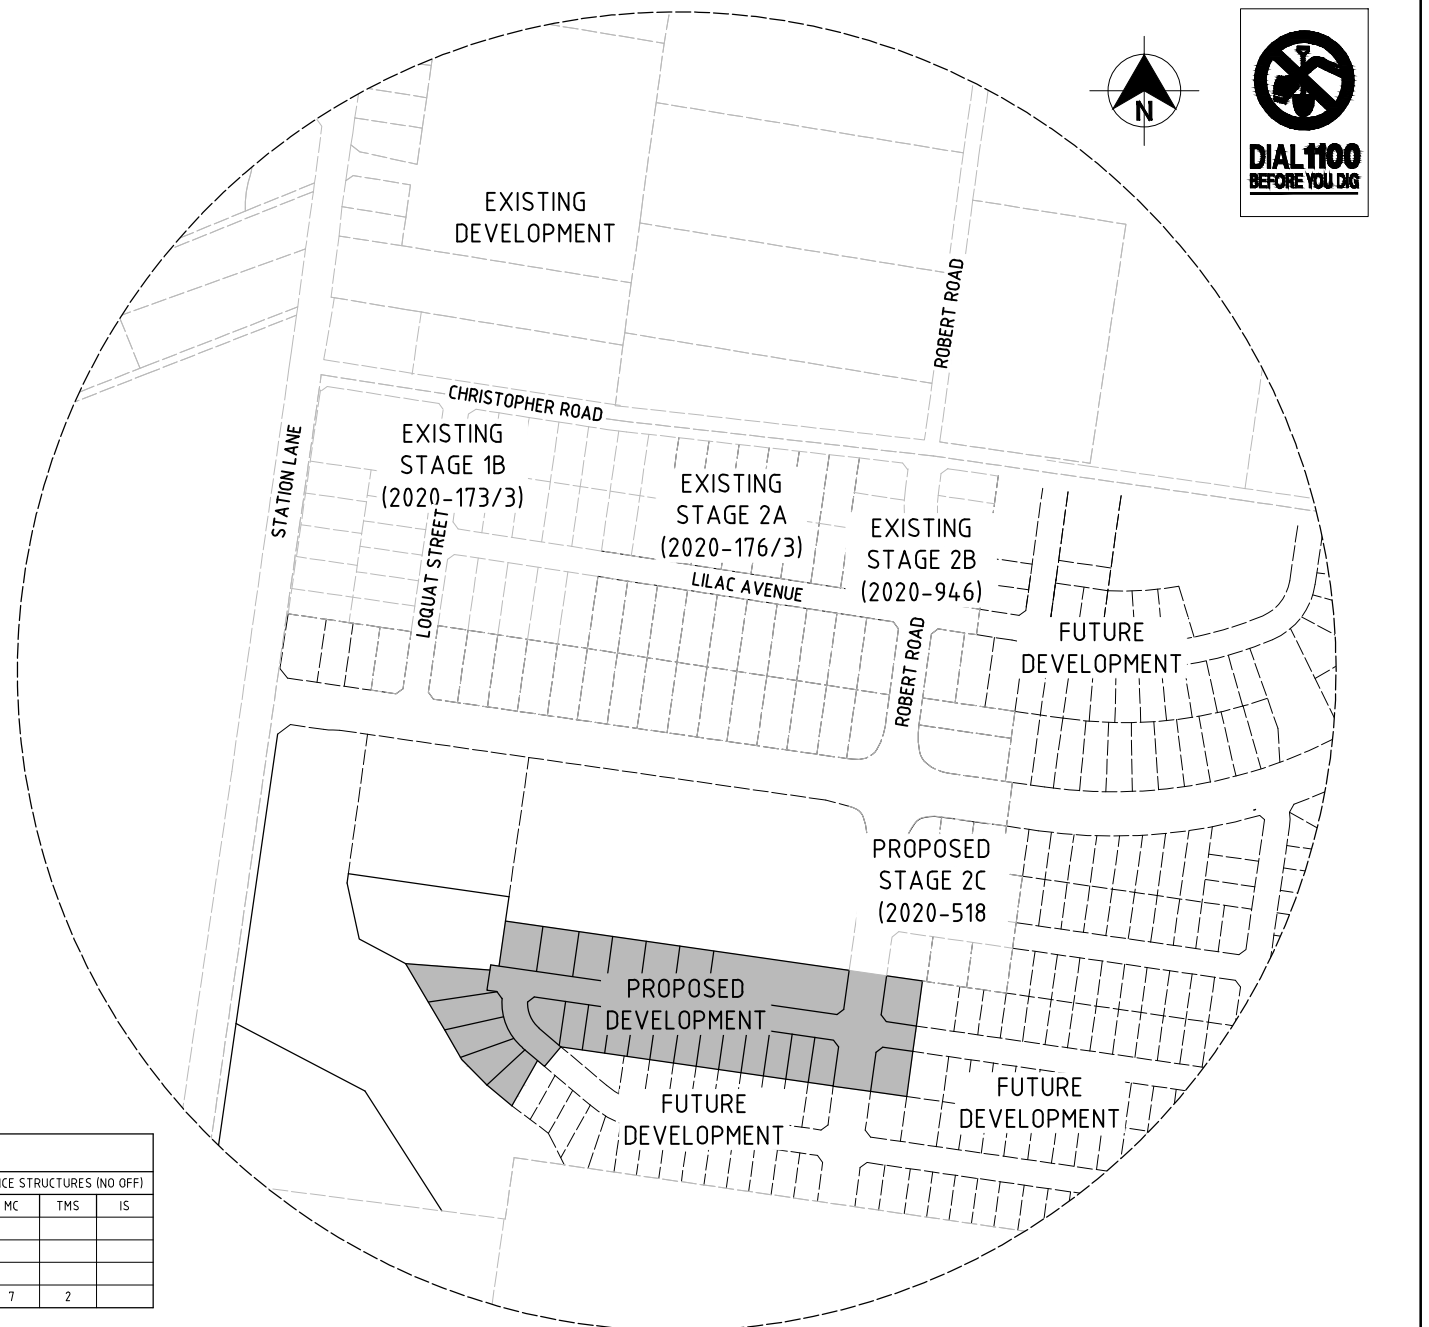 N
DIAL 1100
BEFORE YOU DIG
EXISTING
DEVELOPMENT
ROBERT ROAD
CHRISTOPHER ROAD
STATION LANE
EXISTING
STAGE 1B
(2020-173/3)
LOQUAT STREET
EXISTING
STAGE 2A
(2020-176/3)
LILAC AVENUE
EXISTING
STAGE 2B
(2020-946)
ROBERT ROAD
FUTURE
DEVELOPMENT
PROPOSED
STAGE 2C
(2020-518
PROPOSED
DEVELOPMENT
FUTURE
DEVELOPMENT
FUTURE
DEVELOPMENT
STRUCTURES (NO OFF)
MC TMS IS
7 2